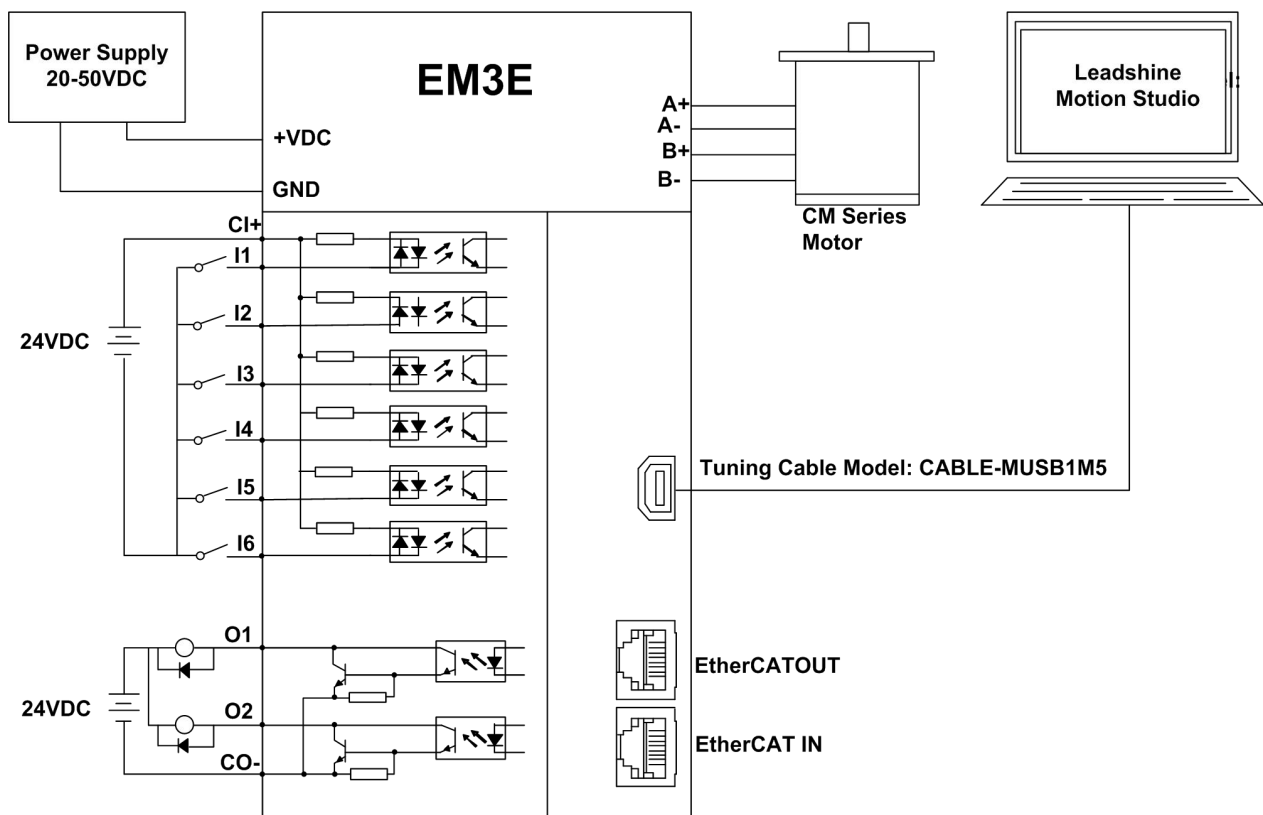 Power Supply
20-50VDC
EM3E
+VDC
GND
A+
A-
B+
B-
CM Series
Motor
Leadshine
Motion Studio
CI+
I1
I2
I3
I4
I5
I6
24VDC
Tuning Cable Model: CABLE-MUSB1M5
O1
O2
CO-
24VDC
EtherCATOUT
EtherCAT IN